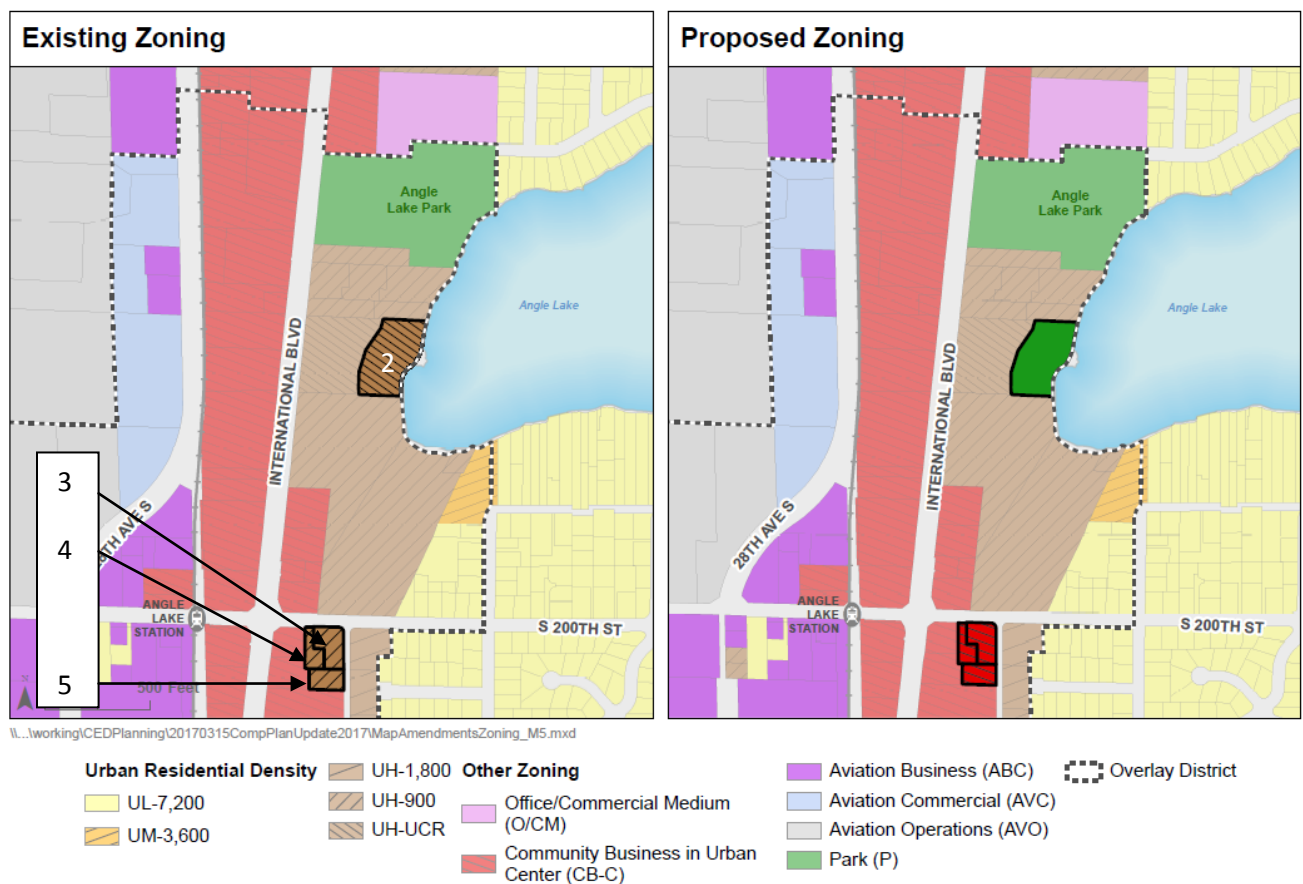 Existing Zoning
Angle
Lake Park
Angle Lake
2
INTERNATIONAL BLVD
3
4
5
TH AVE S
ANGLE
LAKE
STATION
S 200TH ST
500 Feet
Proposed Zoning
Angle
Lake Park
Angle Lake
INTERNATIONAL BLVD
28TH AVE S
ANGLE
LAKE
STATION
S 200TH ST
\\...\working\CEDPlanning\20170315CompPlanUpdate2017\MapAmendmentsZoning_M5.mxd
Urban Residential Density
UL-7,200
UM-3,600
UH-1,800
UH-900
UH-UCR
Other Zoning
Office/Commercial Medium
(O/CM)
Community Business in Urban
Center (CB-C)
Aviation Business (ABC)
Aviation Commercial (AVC)
Aviation Operations (AVO)
Park (P)
Overlay District